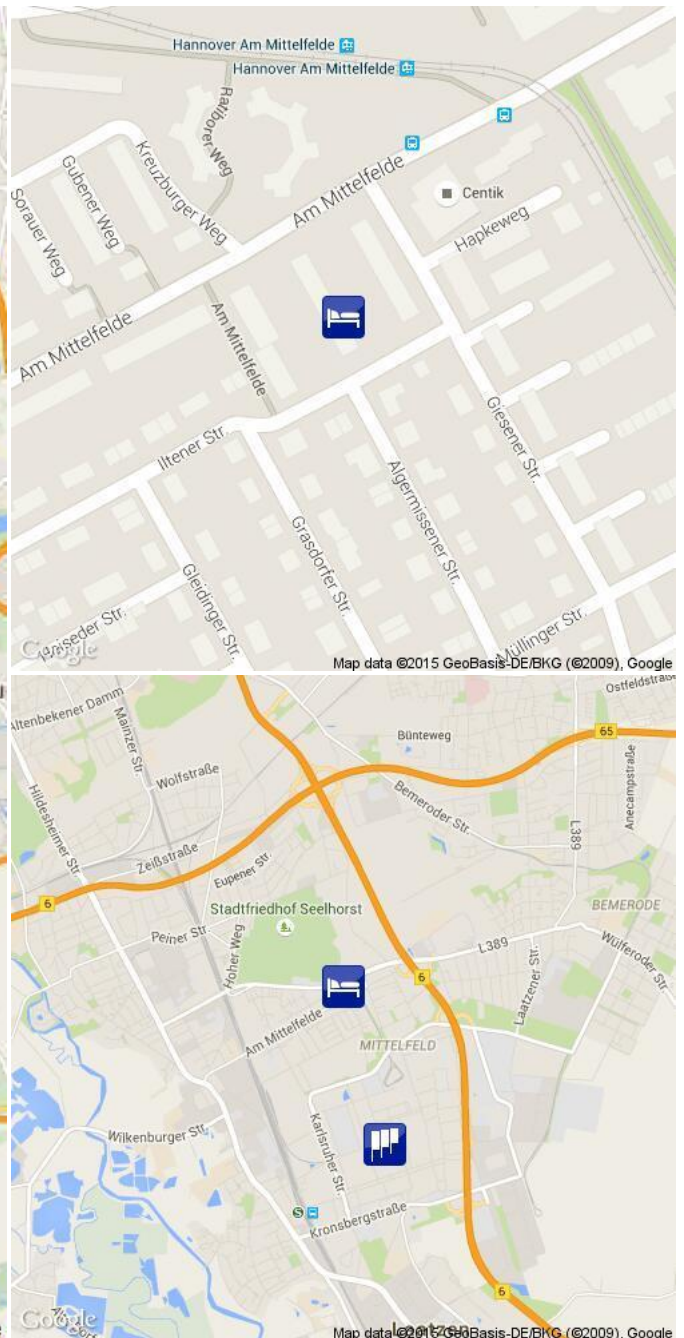 Hannover Am Mittelfelde
Hannover Am Mittelfelde
Ratiborer Weg
Kreuzburger Weg
Gubener Weg
Sorauer Weg
Am Mittelfelde
Centik
Hapkeweg
Am Mittelfelde
Am Mittelfelde
Iltener Str.
Giesener Str.
Algermissener Str.
Grasdorfer Str.
Gleidinger Str.
Müllinger Str.
Google
Map data ©2015 GeoBasis-DE/BKG (©2009), Google
Altenbekener Damm
Mainzer Str.
Ostfeldstraße
65
Bünteweg
Wolfstraße
Bemeroder Str.
Anecampstraße
L389
Hildesheimer Str
Zeißstraße
Eupener Str.
6
Stadtfriedhof Seelhorst
BEMERODE
Peiner Str.
Hoher Weg
L389
Wülferoder Str
Laatzener Str.
6
Am Mittelfelde
MITTELFELD
Karlsruher Str.
Wilkenburger Str.
S
Kronsbergstraße
6
Google
Laatzen
Map data ©2015 GeoBasis-DE/BKG (©2009), Google